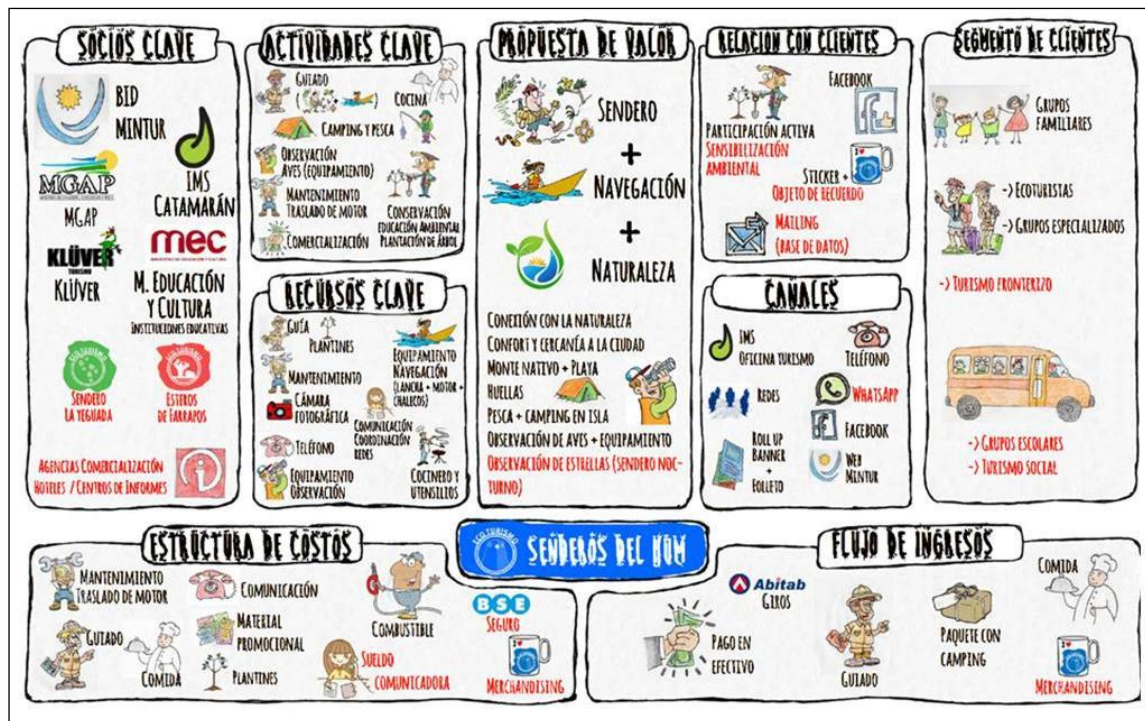 SOCIOS CLAVE
BID
MINTUR
MGAP
MGAP
IMS
CATAMARÁN
KLÜVER
TURISMO
KLÜVER
mec
M. EDUCACIÓN
Y CULTURA
INSTITUCIONES EDUCATIVAS
ECOTURISMO
SENDERO
LA YEGUADA
ECOTURISMO
ESTEROS
DE FARRAPOS
AGENCIAS COMERCIALIZACIÓN
HOTELES / CENTROS DE INFORMES
ACTIVIDADES CLAVE
GUIADO
COCINA
CAMPING Y PESCA
OBSERVACIÓN
AVES (EQUIPAMIENTO)
MANTENIMIENTO
TRASLADO DE MOTOR
CONSERVACIÓN
EDUCACIÓN AMBIENTAL
PLANTACIÓN DE ÁRBOL
COMERCIALIZACIÓN
RECURSOS CLAVE
GUÍA
PLANTINES
EQUIPAMIENTO
NAVEGACIÓN
(LANCHA + MOTOR +
CHALECOS)
MANTENIMIENTO
CÁMARA
FOTOGRÁFICA
COMUNICACIÓN
COORDINACIÓN
REDES
TELÉFONO
EQUIPAMIENTO
OBSERVACIÓN
COCINERO Y
UTENSILIOS
PROPUESTA DE VALOR
SENDERO
+
NAVEGACIÓN
+
NATURALEZA
CONEXIÓN CON LA NATURALEZA
CONFORT Y CERCANÍA A LA CIUDAD
MONTE NATIVO + PLAYA
HUELLAS
PESCA + CAMPING EN ISLA
OBSERVACIÓN DE AVES + EQUIPAMIENTO
OBSERVACIÓN DE ESTRELLAS (SENDERO NOC-
TURNO)
RELACION CON CLIENTES
FACEBOOK
PARTICIPACIÓN ACTIVA
SENSIBILIZACIÓN
AMBIENTAL
STICKER +
OBJETO DE RECUERDO
MAILING
(BASE DE DATOS)
CANALES
IMS
OFICINA TURISMO
TELÉFONO
REDES
WHATSAPP
FACEBOOK
ROLL UP
BANNER
+
FOLLETO
WEB
MINTUR
SEGMENTO DE CLIENTES
GRUPOS
FAMILIARES
-> ECOTURISTAS
-> GRUPOS ESPECIALIZADOS
-> TURISMO FRONTERIZO
-> GRUPOS ESCOLARES
-> TURISMO SOCIAL
ESTRUCTURA DE COSTOS
MANTENIMIENTO
TRASLADO DE MOTOR
COMUNICACIÓN
GUIADO
COMIDA
MATERIAL
PROMOCIONAL
PLANTINES
COMBUSTIBLE
SUELDO
COMUNICADORA
BSE
SEGURO
MERCHANDISING
ECOTURISMO
SENDEROS DEL HUM
FLUJO DE INGRESOS
PAGO EN
EFECTIVO
Abitab
GIROS
GUIADO
PAQUETE CON
CAMPING
COMIDA
MERCHANDISING